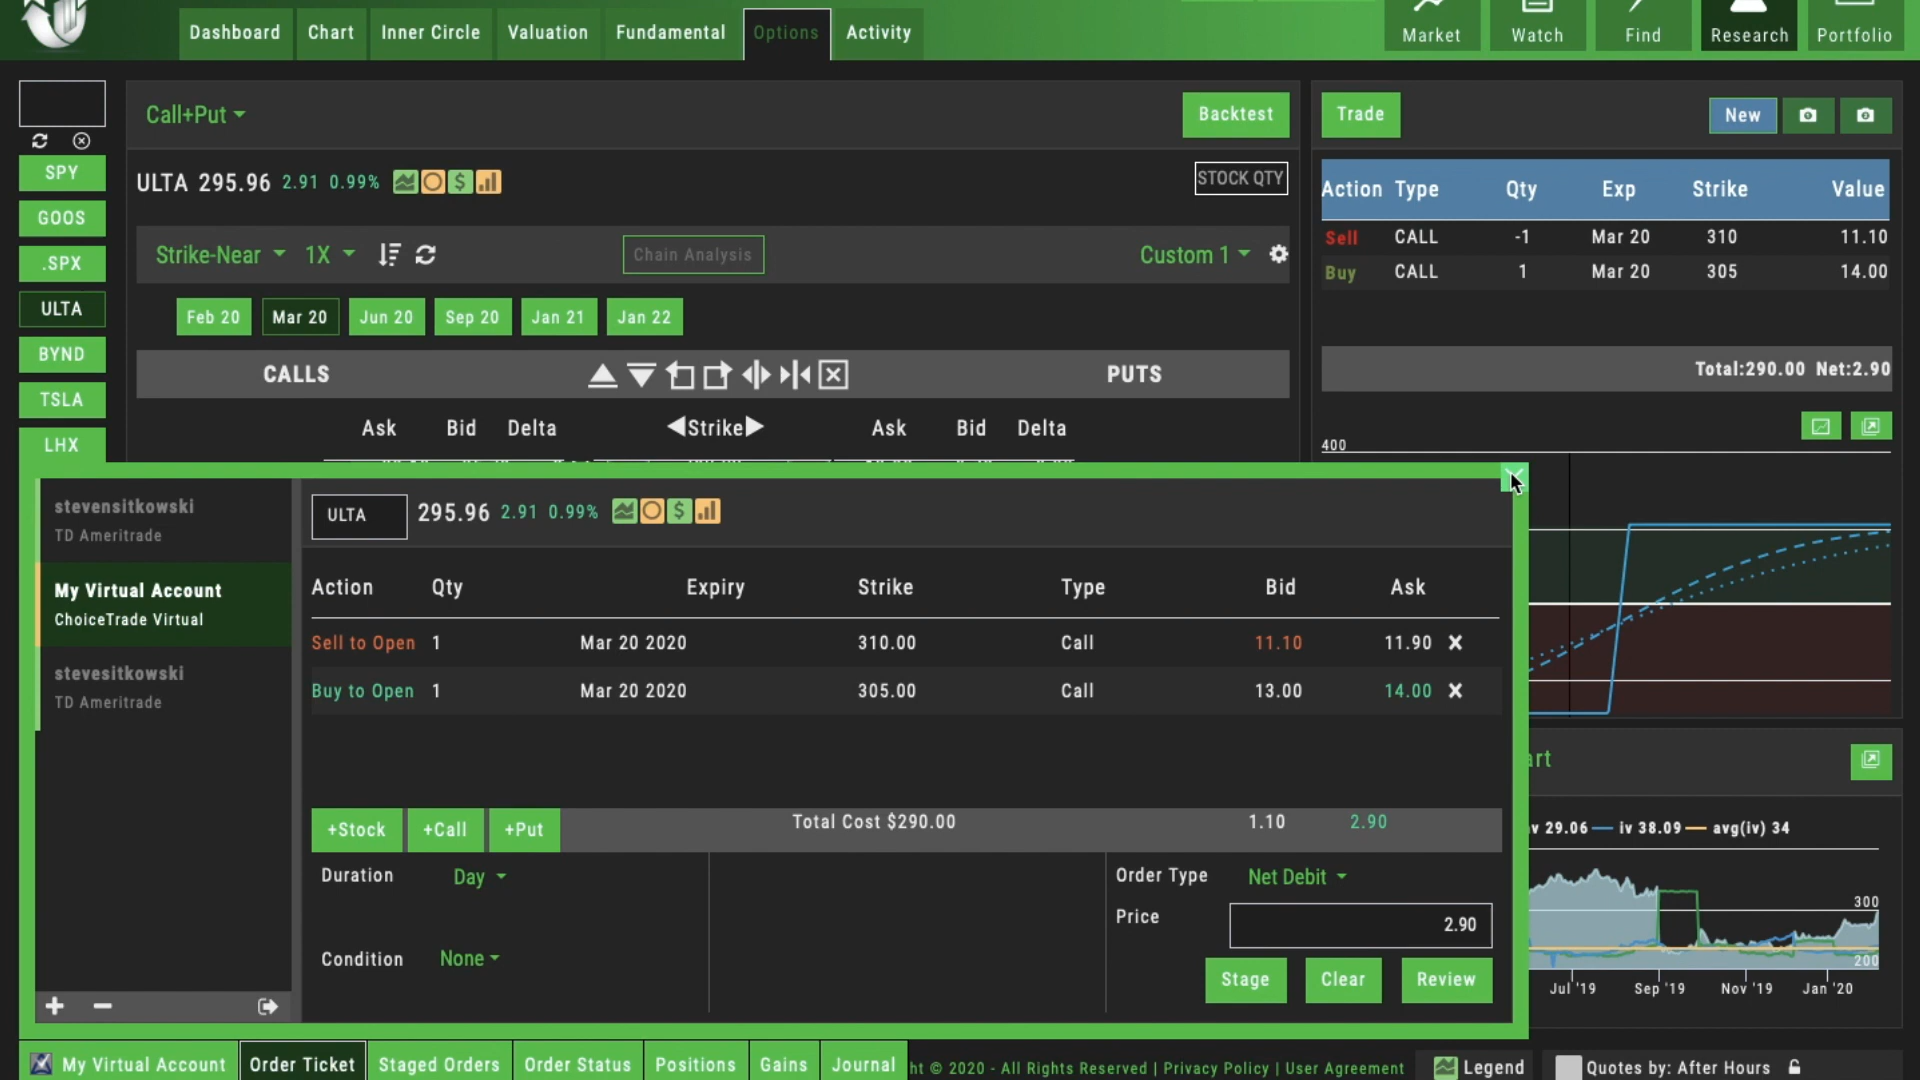 Dashboard Chart Inner Circle Valuation Fundamental Options Activity
Market Watch Find Research Portfolio
SPY
GOOS
.SPX
ULTA
BYND
TSLA
LHX
Call+Put
Backtest
ULTA 295.96 2.91 0.99%
STOCK QTY
Strike-Near 1X
Chain Analysis
Custom 1
Feb 20 Mar 20 Jun 20 Sep 20 Jan 21 Jan 22
CALLS PUTS
Ask Bid Delta Strike Ask Bid Delta
Trade New
Action Type Qty Exp Strike Value
Sell CALL -1 Mar 20 310 11.10
Buy CALL 1 Mar 20 305 14.00
Total:290.00 Net:2.90
400
stevensitkowski
TD Ameritrade
My Virtual Account
ChoiceTrade Virtual
stevesitkowski
TD Ameritrade
ULTA 295.96 2.91 0.99%
Action Qty Expiry Strike Type Bid Ask
Sell to Open 1 Mar 20 2020 310.00 Call 11.10 11.90
Buy to Open 1 Mar 20 2020 305.00 Call 13.00 14.00
+Stock +Call +Put Total Cost $290.00 1.10 2.90
Duration Day
Condition None
Order Type Net Debit
Price 2.90
Stage Clear Review
art
v 29.06 iv 38.09 avg(iv) 34
300
200
Jul '19 Sep '19 Nov '19 Jan '20
My Virtual Account Order Ticket Staged Orders Order Status Positions Gains Journal
ht © 2020 - All Rights Reserved | Privacy Policy | User Agreement
Legend Quotes by: After Hours